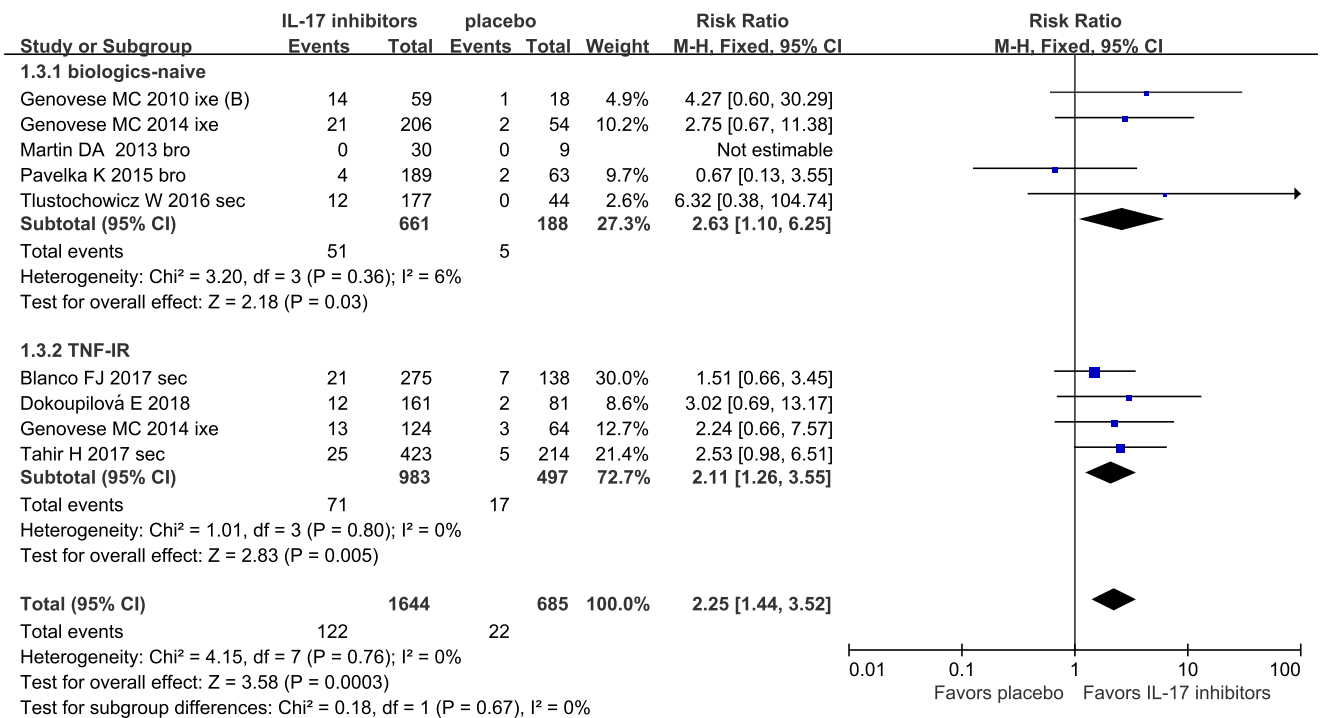 IL-17 inhibitors placebo Risk Ratio Risk Ratio
Study or Subgroup Events Total Events Total Weight M-H, Fixed, 95% CI M-H, Fixed, 95% CI
1.3.1 biologics-naive
Genovese MC 2010 ixe (B) 14 59 1 18 4.9% 4.27 [0.60, 30.29]
Genovese MC 2014 ixe 21 206 2 54 10.2% 2.75 [0.67, 11.38]
Martin DA 2013 bro 0 30 0 9 Not estimable
Pavelka K 2015 bro 4 189 2 63 9.7% 0.67 [0.13, 3.55]
Tlustochowicz W 2016 sec 12 177 0 44 2.6% 6.32 [0.38, 104.74]
Subtotal (95% CI) 661 188 27.3% 2.63 [1.10, 6.25]
Total events 51 5
Heterogeneity: Chi² = 3.20, df = 3 (P = 0.36); I² = 6%
Test for overall effect: Z = 2.18 (P = 0.03)
1.3.2 TNF-IR
Blanco FJ 2017 sec 21 275 7 138 30.0% 1.51 [0.66, 3.45]
Dokoupilová E 2018 12 161 2 81 8.6% 3.02 [0.69, 13.17]
Genovese MC 2014 ixe 13 124 3 64 12.7% 2.24 [0.66, 7.57]
Tahir H 2017 sec 25 423 5 214 21.4% 2.53 [0.98, 6.51]
Subtotal (95% CI) 983 497 72.7% 2.11 [1.26, 3.55]
Total events 71 17
Heterogeneity: Chi² = 1.01, df = 3 (P = 0.80); I² = 0%
Test for overall effect: Z = 2.83 (P = 0.005)
Total (95% CI) 1644 685 100.0% 2.25 [1.44, 3.52]
Total events 122 22
Heterogeneity: Chi² = 4.15, df = 7 (P = 0.76); I² = 0%
Test for overall effect: Z = 3.58 (P = 0.0003)
Test for subgroup differences: Chi² = 0.18, df = 1 (P = 0.67), I² = 0%
0.01 0.1 1 10 100
Favors placebo Favors IL-17 inhibitors